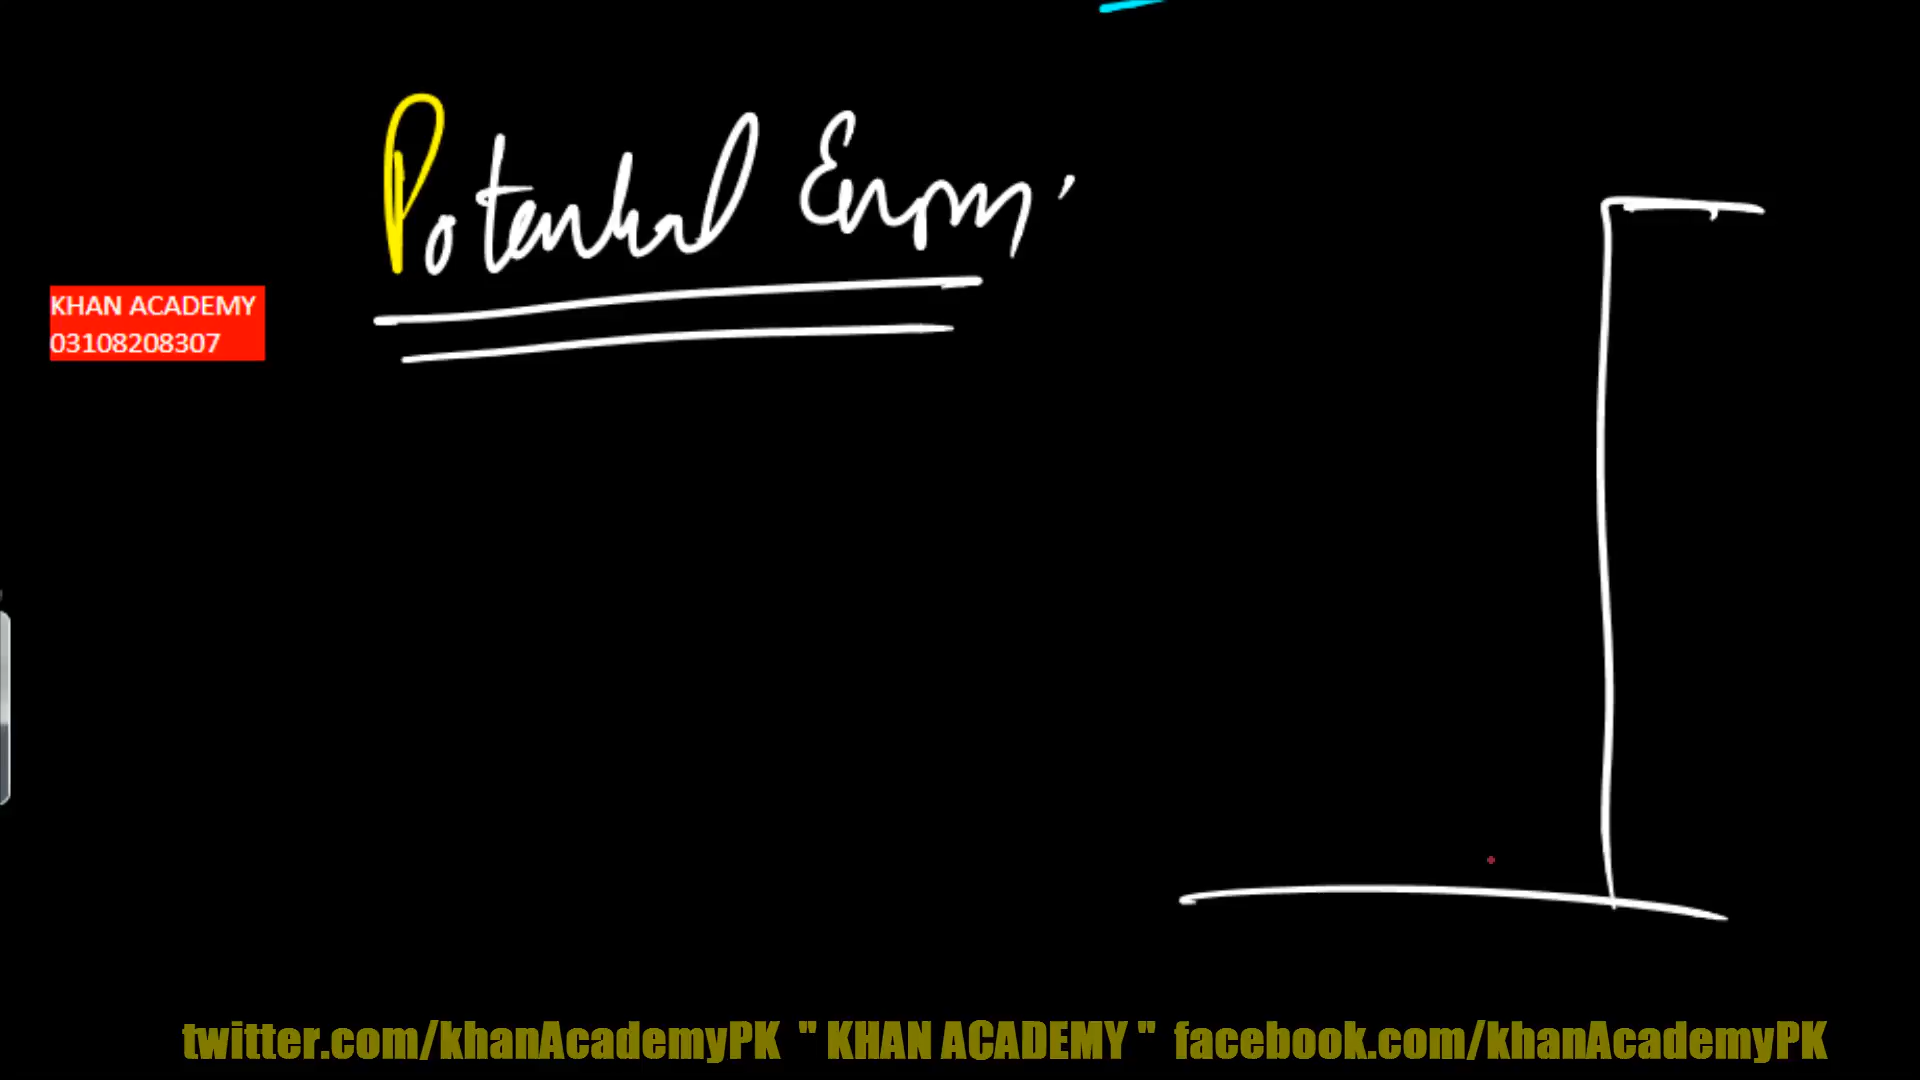 Potential Energy
KHAN ACADEMY
03108208307
twitter.com/khanAcademyPK " KHAN ACADEMY " facebook.com/khanAcademyPK